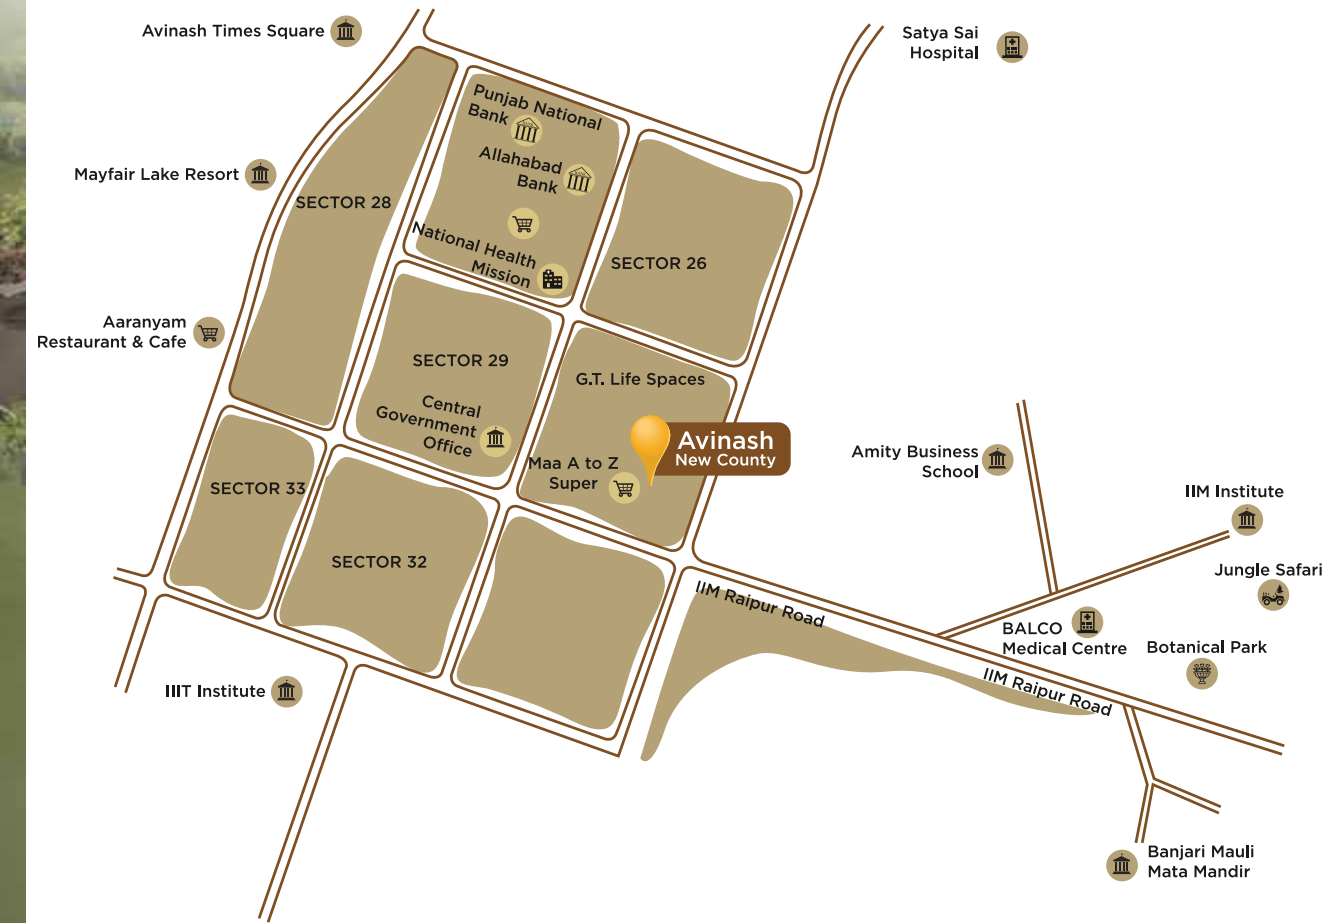 Avinash Times Square
Satya Sai
Hospital
Punjab National
Bank
Allahabad
Bank
Mayfair Lake Resort
SECTOR 28
National Health
Mission
SECTOR 26
Aaranyam
Restaurant & Cafe
SECTOR 29
G.T. Life Spaces
Central
Government
Office
Avinash
New County
Maa A to Z
Super
Amity Business
School
SECTOR 33
IIM Institute
SECTOR 32
Jungle Safari
IIM Raipur Road
BALCO
Medical Centre
Botanical Park
IIM Raipur Road
IIIT Institute
Banjari Mauli
Mata Mandir